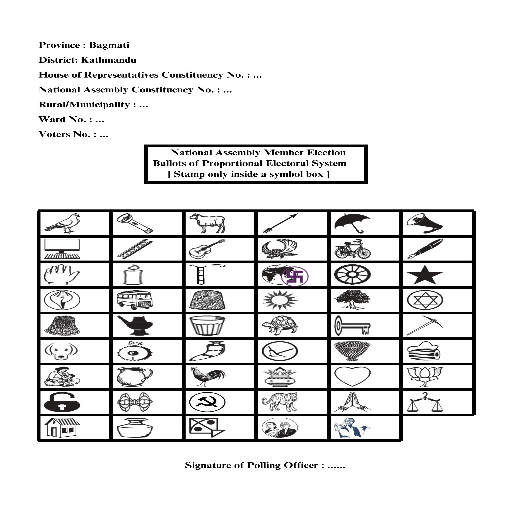 Province : Bagmati
District: Kathmandu
House of Representatives Constituency No. : ...
National Assembly Constituency No. : ...
Rural/Municipality : ...
Ward No. : ...
Voters No. : ...
National Assembly Member Election
Ballots of Proportional Electoral System
[ Stamp only inside a symbol box ]
Signature of Polling Officer : ......